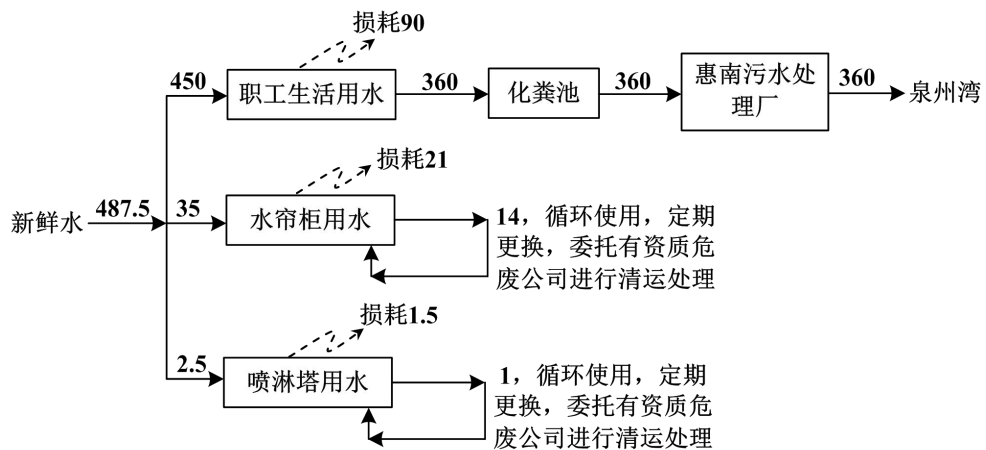 损耗90
450
职工生活用水
360
化粪池
360
惠南污水处
理厂
360
泉州湾
损耗21
新鲜水
487.5
35
水帘柜用水
14，循环使用，定期
更换，委托有资质危
废公司进行清运处理
损耗1.5
2.5
喷淋塔用水
1，循环使用，定期
更换，委托有资质危
废公司进行清运处理